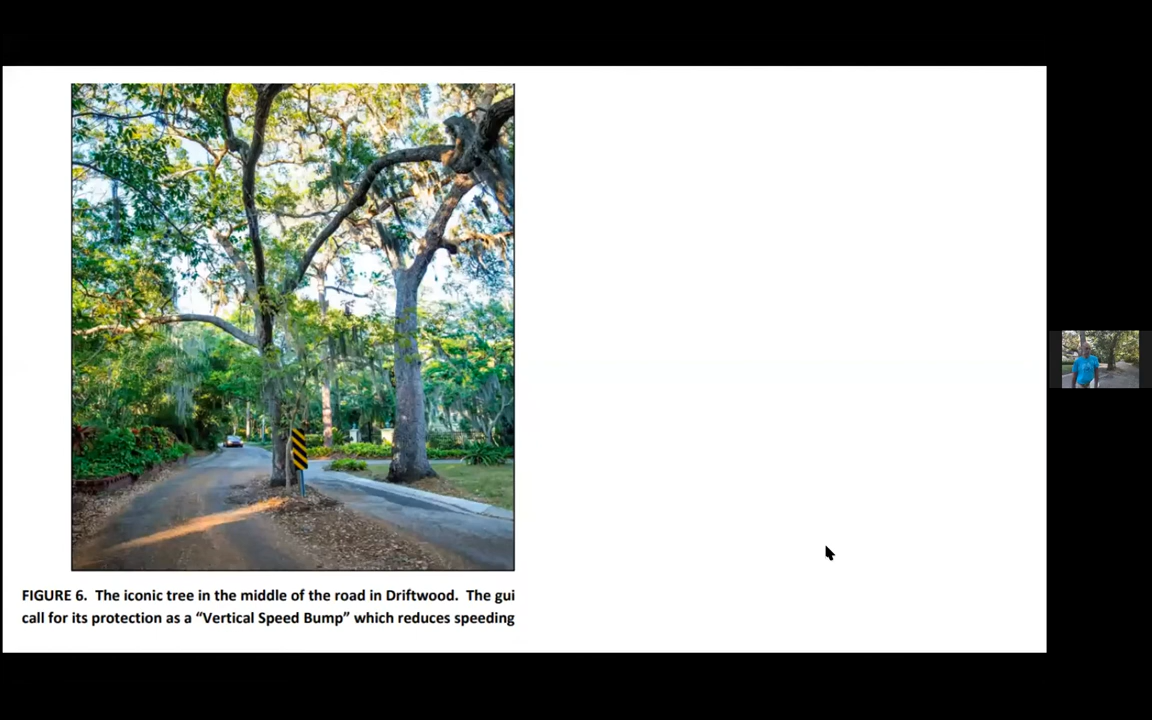 FIGURE 6.  The iconic tree in the middle of the road in Driftwood.  The gui
call for its protection as a “Vertical Speed Bump” which reduces speeding